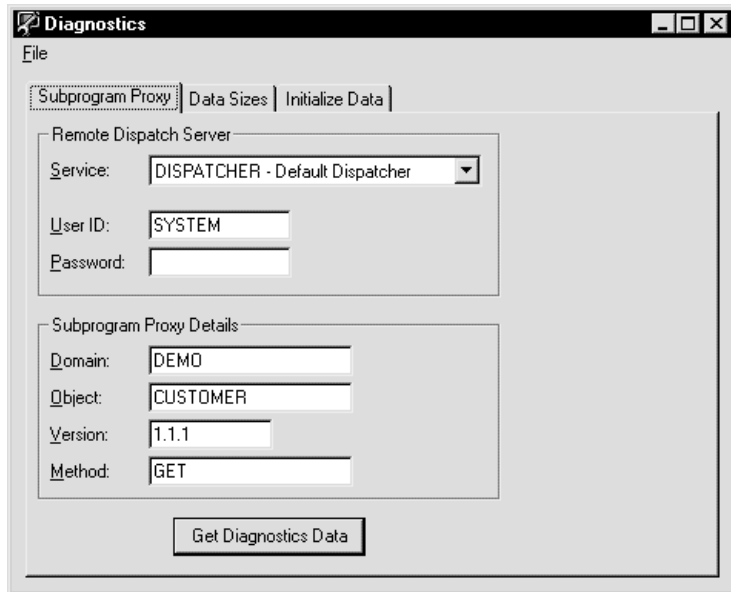 Diagnostics
File
Subprogram Proxy Data Sizes Initialize Data
Remote Dispatch Server
Service: DISPATCHER - Default Dispatcher
User ID: SYSTEM
Password:
Subprogram Proxy Details
Domain: DEMO
Object: CUSTOMER
Version: 1.1.1
Method: GET
Get Diagnostics Data